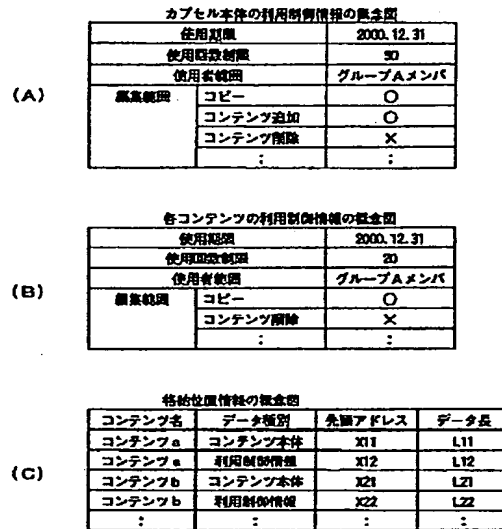 カプセル本体の利用制御情報の概念図
(A)
使用期限 2000.12.31
使用回数制限
使用者範囲 グループAメンバ
編集範囲 コピー ○
コンテンツ追加 ○
コンテンツ削除 ×
: :
各コンテンツの利用制御情報の概念図
(B)
使用期限 2000.12.31
使用回数制限 20
使用者範囲 グループAメンバ
編集範囲 コピー ○
コンテンツ削除 ×
: :
格納位置情報の概念図
(C)
コンテンツ名 データ種別 先頭アドレス データ長
コンテンツa コンテンツ本体 X11 L11
コンテンツa 利用制御情報 X12 L12
コンテンツb コンテンツ本体 X21 L21
コンテンツb 利用制御情報 X22 L22
: : : :